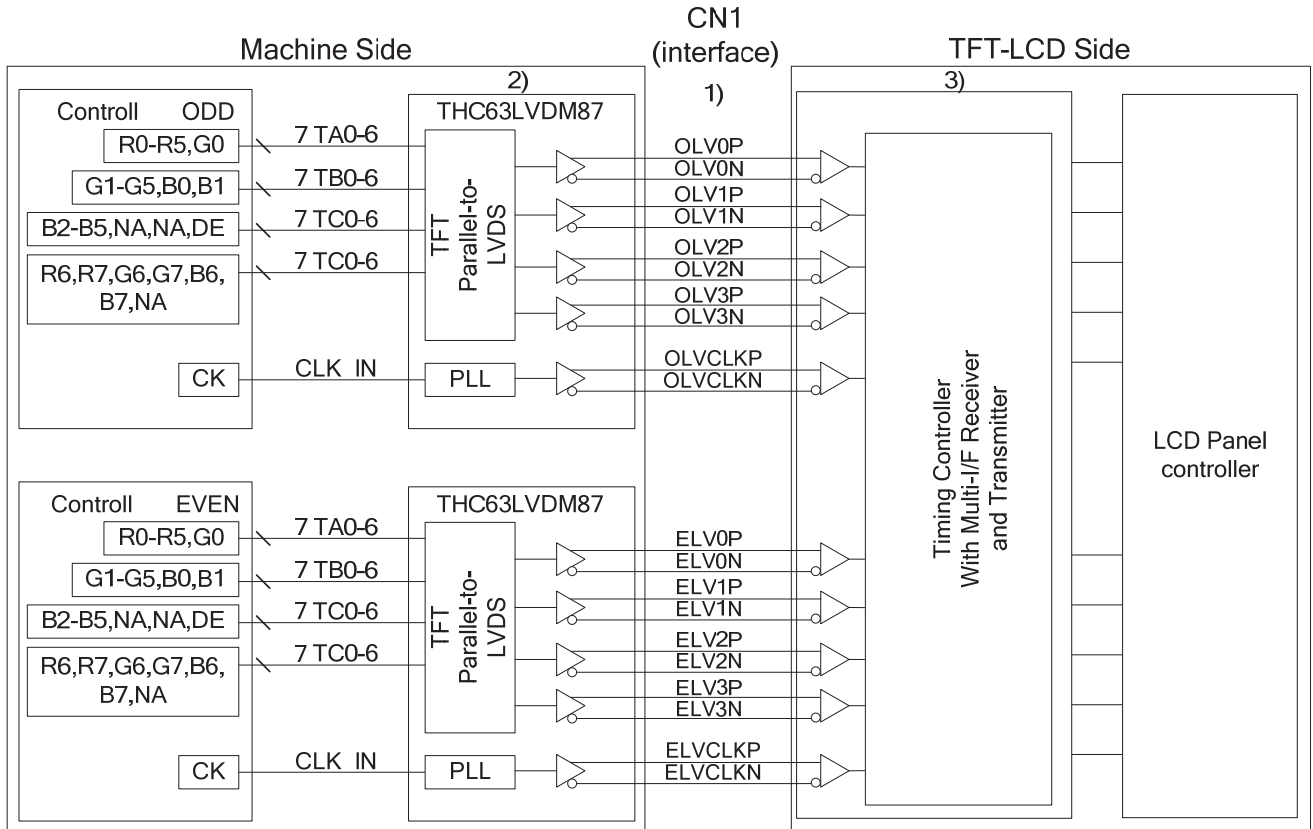 CN1
(interface)
1)
Machine Side
TFT-LCD Side
2)
3)
Controll ODD
THC63LVDM87
R0-R5,G0
7 TA0-6
G1-G5,B0,B1
7 TB0-6
B2-B5,NA,NA,DE
7 TC0-6
R6,R7,G6,G7,B6,
B7,NA
7 TC0-6
CK
CLK IN
TFT
Parallel-to-
LVDS
PLL
OLV0P
OLV0N
OLV1P
OLV1N
OLV2P
OLV2N
OLV3P
OLV3N
OLVCLKP
OLVCLKN
Controll EVEN
THC63LVDM87
R0-R5,G0
7 TA0-6
G1-G5,B0,B1
7 TB0-6
B2-B5,NA,NA,DE
7 TC0-6
R6,R7,G6,G7,B6,
B7,NA
7 TC0-6
CK
CLK IN
TFT
Parallel-to-
LVDS
PLL
ELV0P
ELV0N
ELV1P
ELV1N
ELV2P
ELV2N
ELV3P
ELV3N
ELVCLKP
ELVCLKN
Timing Controller
With Multi-I/F Receiver
and Transmitter
LCD Panel
controller